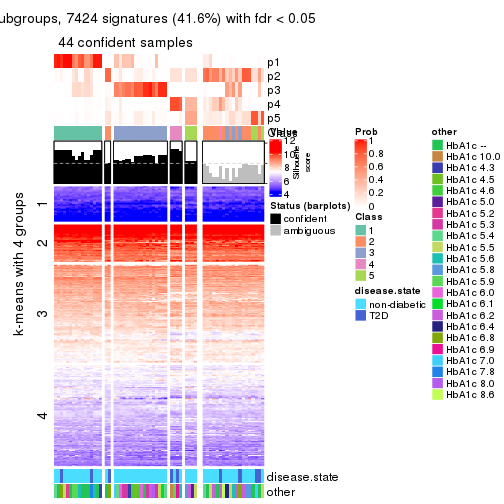 ubgroups, 7424 signatures (41.6%) with fdr < 0.05
44 confident samples
p1
p2
p3
p4
p5
Class
1
2
3
4
k-means with 4 groups
Value
12
10
8
6
4
Silhouette
score
Status (barplots)
confident
ambiguous
Prob
1
0.8
0.6
0.4
0.2
0
Class
1
2
3
4
5
disease.state
non-diabetic
T2D
other
HbA1c --
HbA1c 10.0
HbA1c 4.3
HbA1c 4.5
HbA1c 4.6
HbA1c 5.0
HbA1c 5.2
HbA1c 5.3
HbA1c 5.4
HbA1c 5.5
HbA1c 5.6
HbA1c 5.8
HbA1c 5.9
HbA1c 6.0
HbA1c 6.1
HbA1c 6.2
HbA1c 6.4
HbA1c 6.8
HbA1c 6.9
HbA1c 7.0
HbA1c 7.8
HbA1c 8.0
HbA1c 8.6
disease.state
other